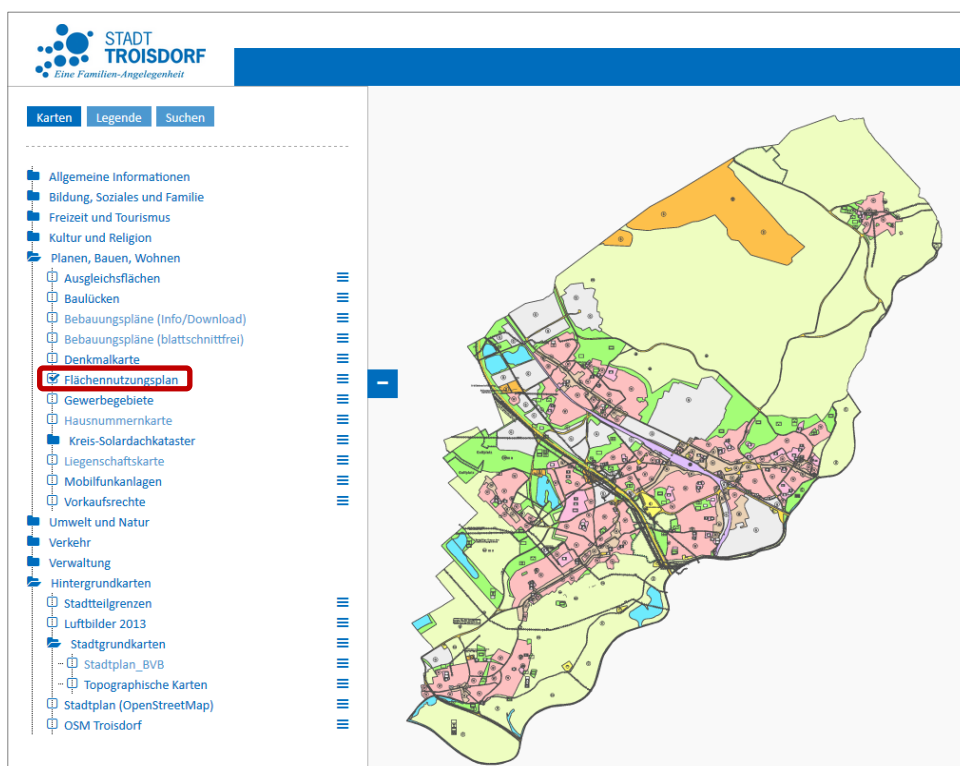 STADT
TROISDORF
Eine Familien-Angelegenheit
Karten Legende Suchen
Allgemeine Informationen
Bildung, Soziales und Familie
Freizeit und Tourismus
Kultur und Religion
Planen, Bauen, Wohnen
Ausgleichsflächen
Baulücken
Bebauungspläne (Info/Download)
Bebauungspläne (blattschnittfrei)
Denkmalkarte
Flächennutzungsplan
Gewerbegebiete
Hausnummernkarte
Kreis-Solardachkataster
Liegenschaftskarte
Mobilfunkanlagen
Vorkaufsrechte
Umwelt und Natur
Verkehr
Verwaltung
Hintergrundkarten
Stadtteilgrenzen
Luftbilder 2013
Stadtgrundkarten
Stadtplan_BVB
Topographische Karten
Stadtplan (OpenStreetMap)
OSM Troisdorf